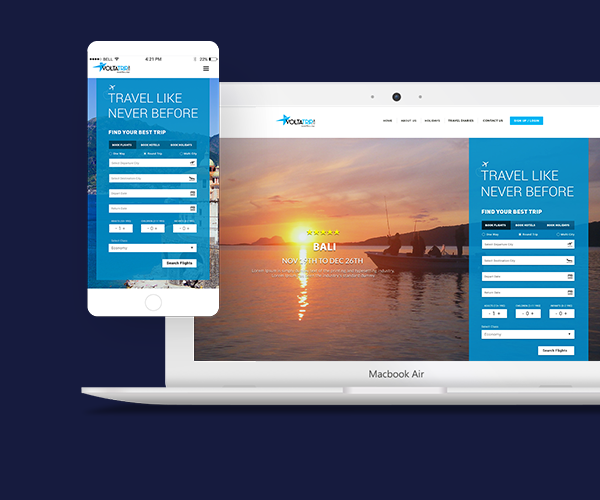 BELL
4:21 PM
22%
VOLTATRIP
TRAVEL LIKE
NEVER BEFORE
FIND YOUR BEST TRIP
BOOK FLIGHTS BOOK HOTELS BOOK HOLIDAYS
One Way Round Trip Multi City
Select Departure City
Select Destination City
Depart Date
Return Date
- 1 + - 0 + - 0 +
Select Class
Economy
Search Flights
VOLTATRIP
HOME ABOUT US HOLIDAYS TRAVEL DIARIES CONTACT US SIGN UP / LOGIN
BALI
NOV 29TH TO DEC 26TH
TRAVEL LIKE
NEVER BEFORE
FIND YOUR BEST TRIP
BOOK FLIGHTS BOOK HOTELS BOOK HOLIDAYS
One Way Round Trip Multi City
Select Departure City
Select Destination City
Depart Date
Return Date
- 1 + - 0 + - 0 +
Select Class
Economy
Search Flights
Macbook Air